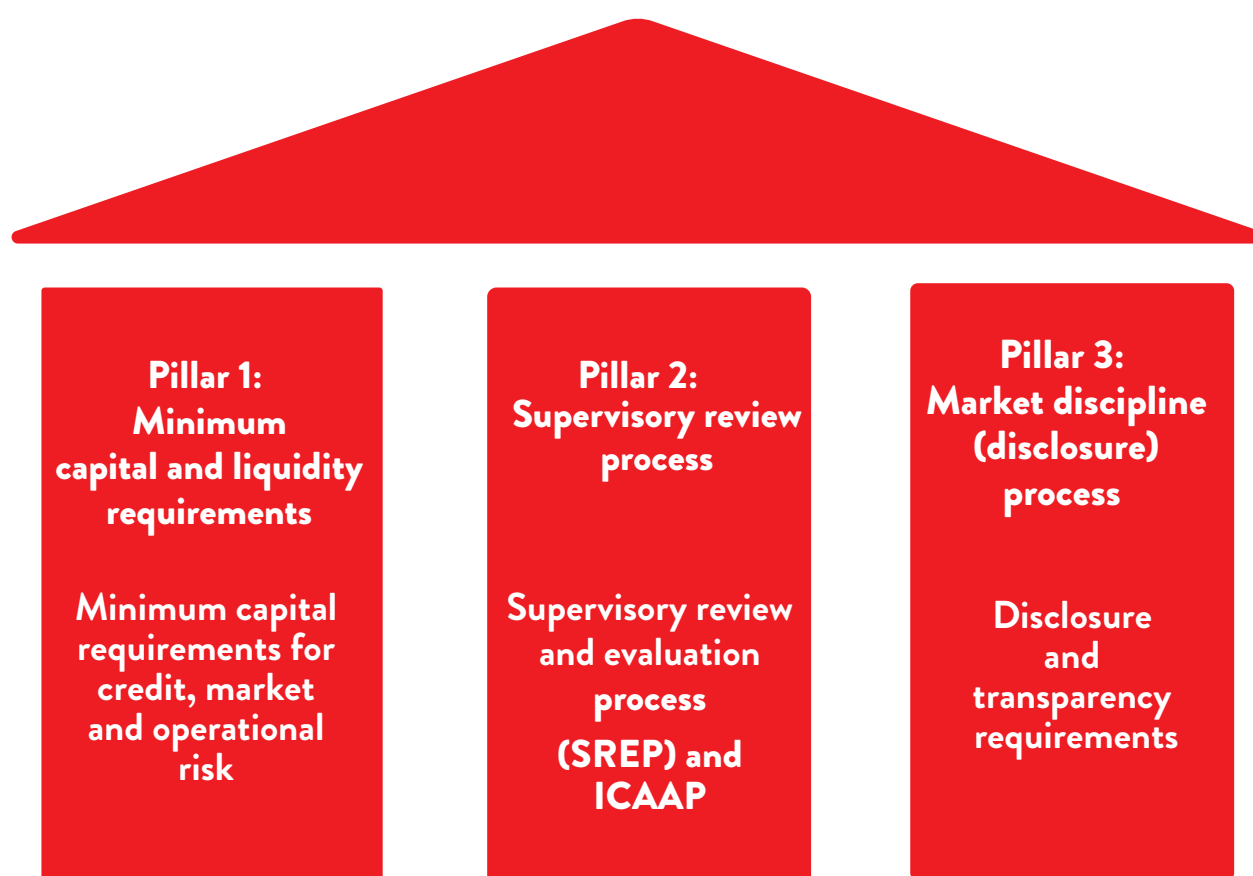 Pillar 1:
Minimum
capital and liquidity
requirements
Minimum capital
requirements for
credit, market
and operational
risk
Pillar 2:
Supervisory review
process
Supervisory review
and evaluation
process
(SREP) and
ICAAP
Pillar 3:
Market discipline
(disclosure)
process
Disclosure
and
transparency
requirements